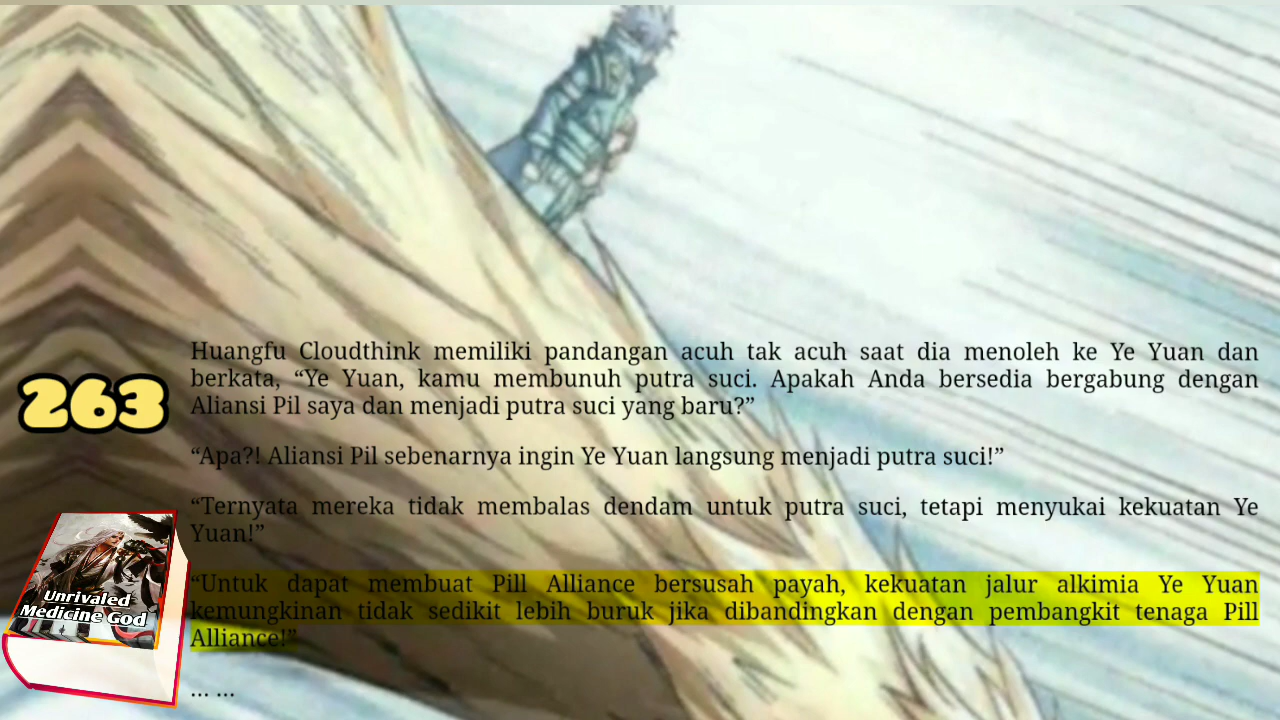 Huangfu Cloudthink memiliki pandangan acuh tak acuh saat dia menoleh ke Ye Yuan dan
berkata, “Ye Yuan, kamu membunuh putra suci. Apakah Anda bersedia bergabung dengan
Aliansi Pil saya dan menjadi putra suci yang baru?”
263
“Apa?! Aliansi Pil sebenarnya ingin Ye Yuan langsung menjadi putra suci!”
“Ternyata mereka tidak membalas dendam untuk putra suci, tetapi menyukai kekuatan Ye
Yuan!”
“Untuk dapat membuat Pill Alliance bersusah payah, kekuatan jalur alkimia Ye Yuan
kemungkinan tidak sedikit lebih buruk jika dibandingkan dengan pembangkit tenaga Pill
Alliance!”
Unrivaled
Medicine God
... ...